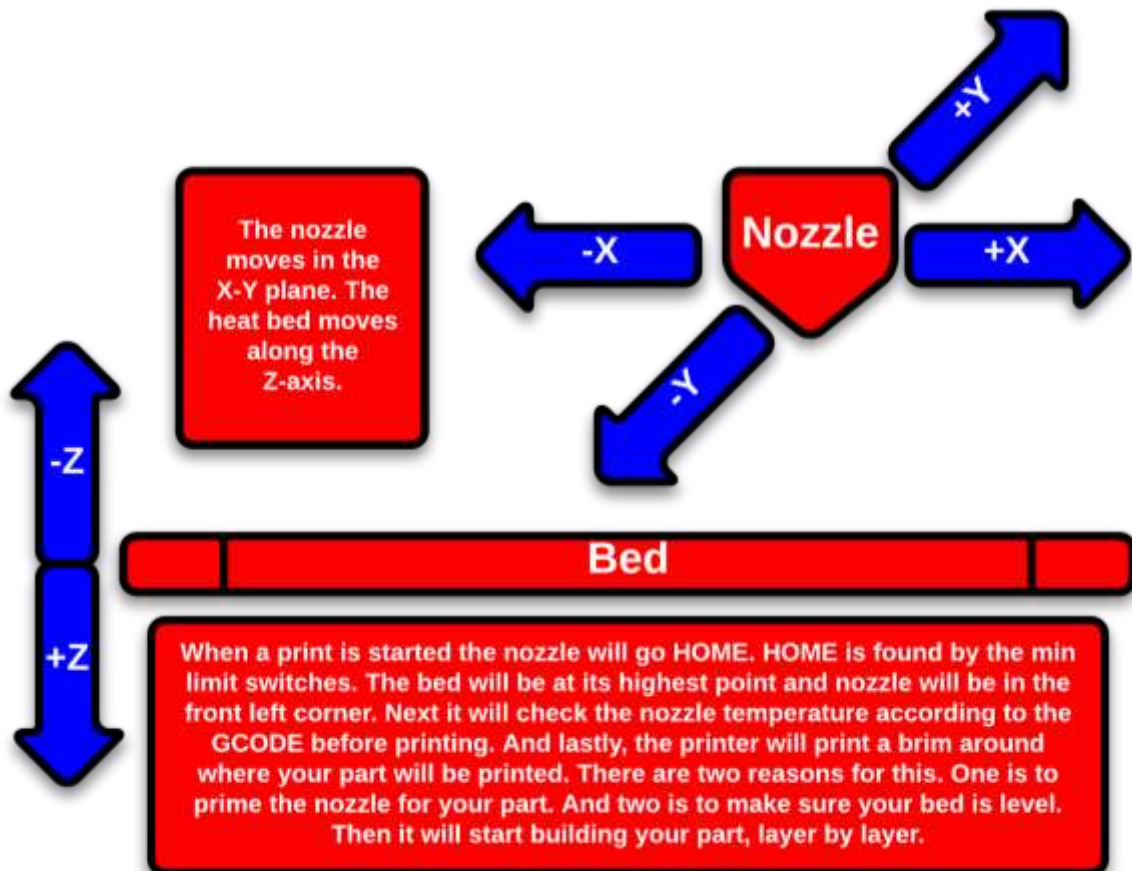 +Y
The nozzle
moves in the
X-Y plane. The
heat bed moves
along the
Z-axis.
-X
Nozzle
+X
-Y
-Z
+Z
Bed
When a print is started the nozzle will go HOME. HOME is found by the min
limit switches. The bed will be at its highest point and nozzle will be in the
front left corner. Next it will check the nozzle temperature according to the
GCODE before printing. And lastly, the printer will print a brim around
where your part will be printed. There are two reasons for this. One is to
prime the nozzle for your part. And two is to make sure your bed is level.
Then it will start building your part, layer by layer.